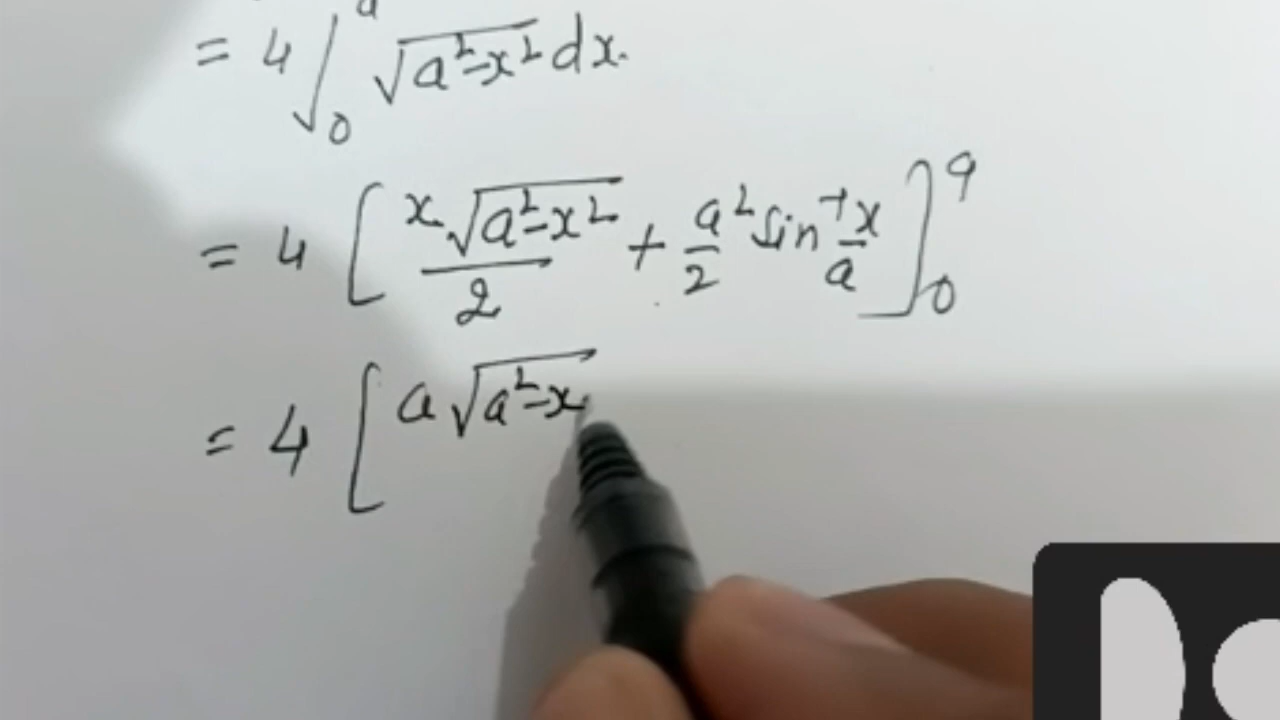 = 4 ∫₀ᵃ √(a²-x²) dx.
= 4 [ x√(a²-x²)/2 + a²/2 sin⁻¹ x/a ]₀ᵃ
= 4 [ a√(a²-x